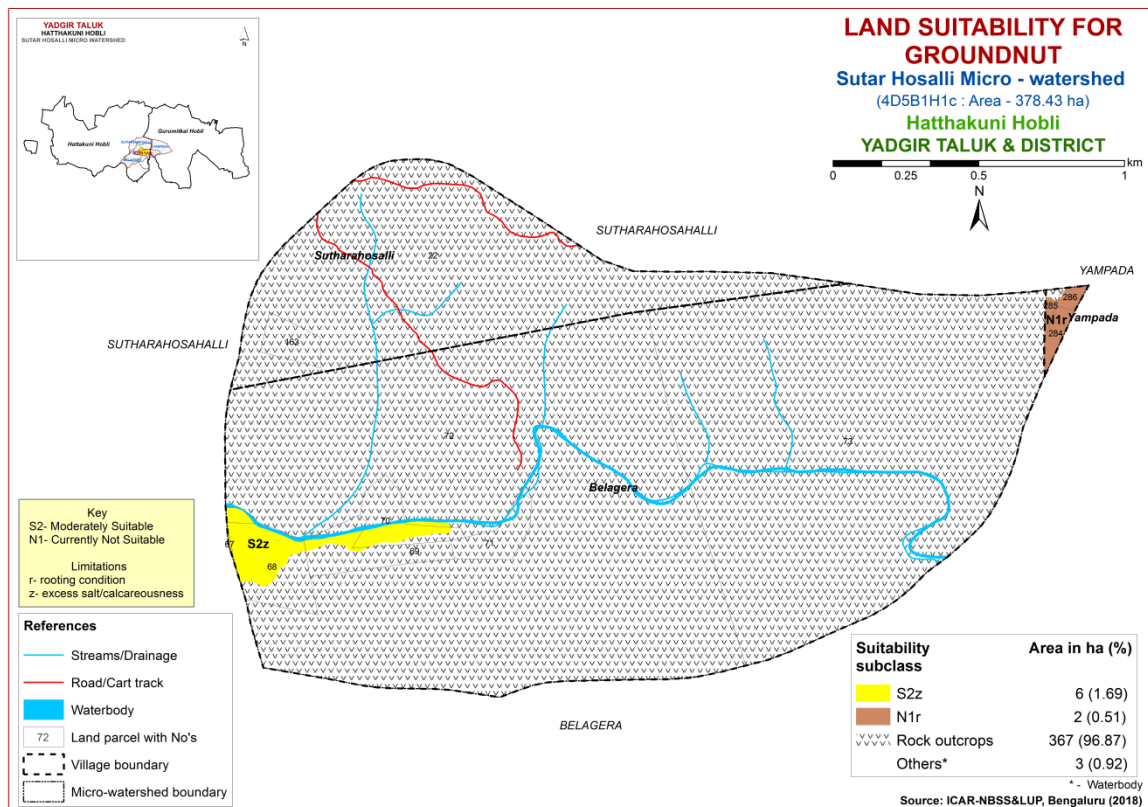 YADGIR TALUK
HATTHAKUNI HOBLI
SUTAR HOSALLI MICRO WATERSHED
N
Hattakuni Hobli
Gurumitkal Hobli
LAND SUITABILITY FOR
GROUNDNUT
Sutar Hosalli Micro - watershed
(4D5B1H1c : Area - 378.43 ha)
Hatthakuni Hobli
YADGIR TALUK & DISTRICT
km
0 0.25 0.5 1
N
SUTHARAHOSAHALLI
Sutharahosalli
22
YAMPADA
286
285
N1r
Yampada
284
SUTHARAHOSAHALLI
163
72
73
Belagera
70
67
S2z
69
71
68
BELAGERA
Key
S2- Moderately Suitable
N1- Currently Not Suitable
Limitations
r- rooting condition
z- excess salt/calcareousness
References
Streams/Drainage
Road/Cart track
Waterbody
72 Land parcel with No's
Village boundary
Micro-watershed boundary
Suitability subclass Area in ha (%)
S2z 6 (1.69)
N1r 2 (0.51)
Rock outcrops 367 (96.87)
Others* 3 (0.92)
* - Waterbody
Source: ICAR-NBSS&LUP, Bengaluru (2018)